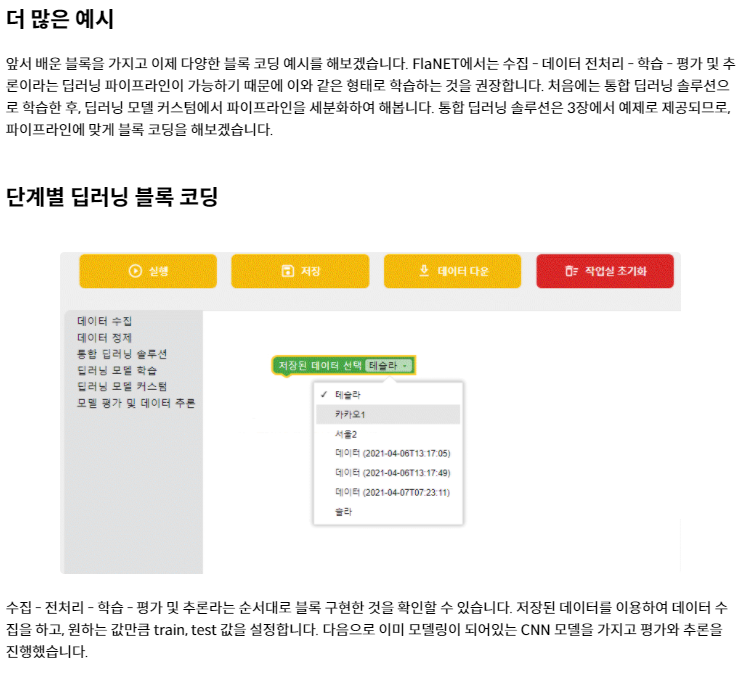 더 많은 예시
앞서 배운 블록을 가지고 이제 다양한 블록 코딩 예시를 해보겠습니다. FlaNET에서는 수집 - 데이터 전처리 - 학습 - 평가 및 추
론이라는 딥러닝 파이프라인이 가능하기 때문에 이와 같은 형태로 학습하는 것을 권장합니다. 처음에는 통합 딥러닝 솔루션으
로 학습한 후, 딥러닝 모델 커스텀에서 파이프라인을 세분화하여 해봅니다. 통합 딥러닝 솔루션은 3장에서 예제로 제공되므로,
파이프라인에 맞게 블록 코딩을 해보겠습니다.
단계별 딥러닝 블록 코딩
실행 저장 데이터 다운 작업실 초기화
데이터 수집
데이터 정제
통합 딥러닝 솔루션
딥러닝 모델 학습
딥러닝 모델 커스텀
모델 평가 및 데이터 추론
저장된 데이터 선택 테슬라
✓ 테슬라
카카오1
서울2
데이터 (2021-04-06T13:17:05)
데이터 (2021-04-06T13:17:49)
데이터 (2021-04-07T07:23:11)
슬라
수집 - 전처리 - 학습 - 평가 및 추론라는 순서대로 블록 구현한 것을 확인할 수 있습니다. 저장된 데이터를 이용하여 데이터 수
집을 하고, 원하는 값만큼 train, test 값을 설정합니다. 다음으로 이미 모델링이 되어있는 CNN 모델을 가지고 평가와 추론을
진행했습니다.